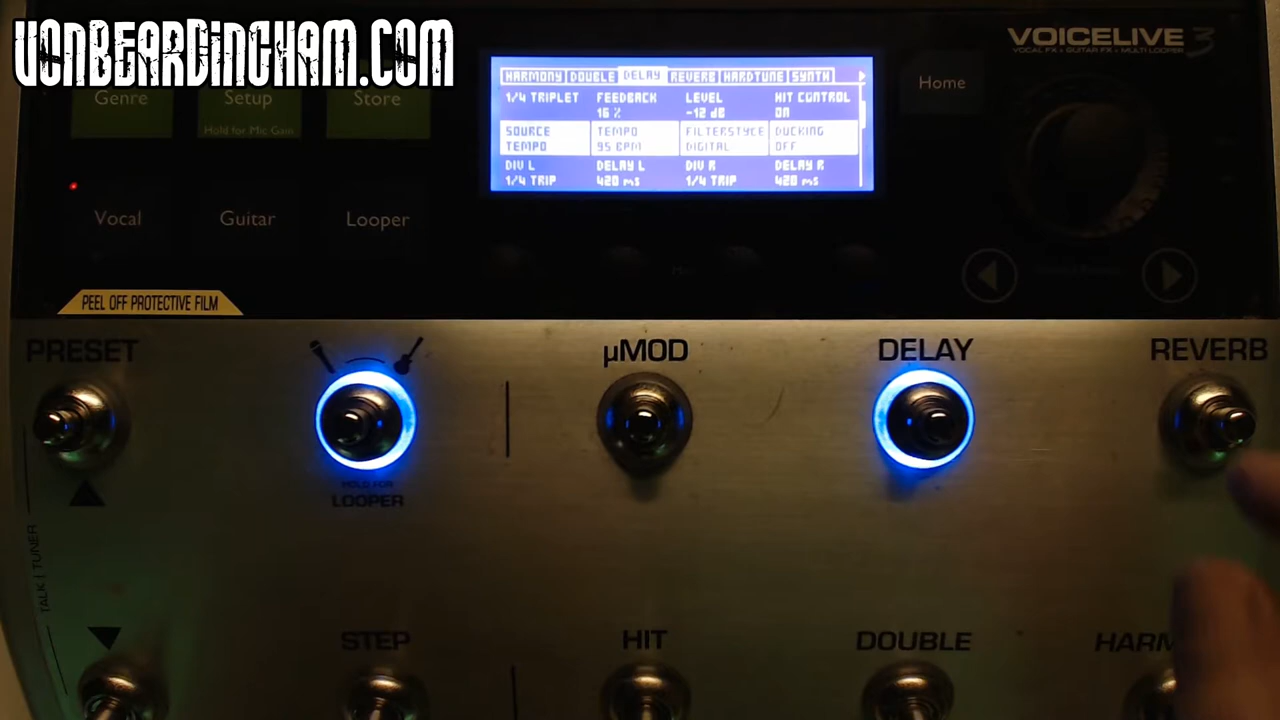 VONBEARDINGHAM.COM
VOICELIVE 3
VOCAL FX • GUITAR FX • MULTI LOOPER
Genre
Setup
Hold for Mic Gain
Store
Home
HARMONY DOUBLE DELAY REVERB HARDTUNE SYNTH
1/4 TRIPLET FEEDBACK LEVEL HIT CONTROL
16 % -12 dB ON
SOURCE TEMPO FILTERSTYLE DUCKING
TEMPO 95 BPM DIGITAL OFF
DIV L DELAY L DIV R DELAY R
1/4 TRIP 420 ms 1/4 TRIP 420 ms
Vocal
Guitar
Looper
PEEL OFF PROTECTIVE FILM
PRESET
µMOD
DELAY
REVERB
HOLD FOR
LOOPER
TALK | TUNER
STEP
HIT
DOUBLE
HARM